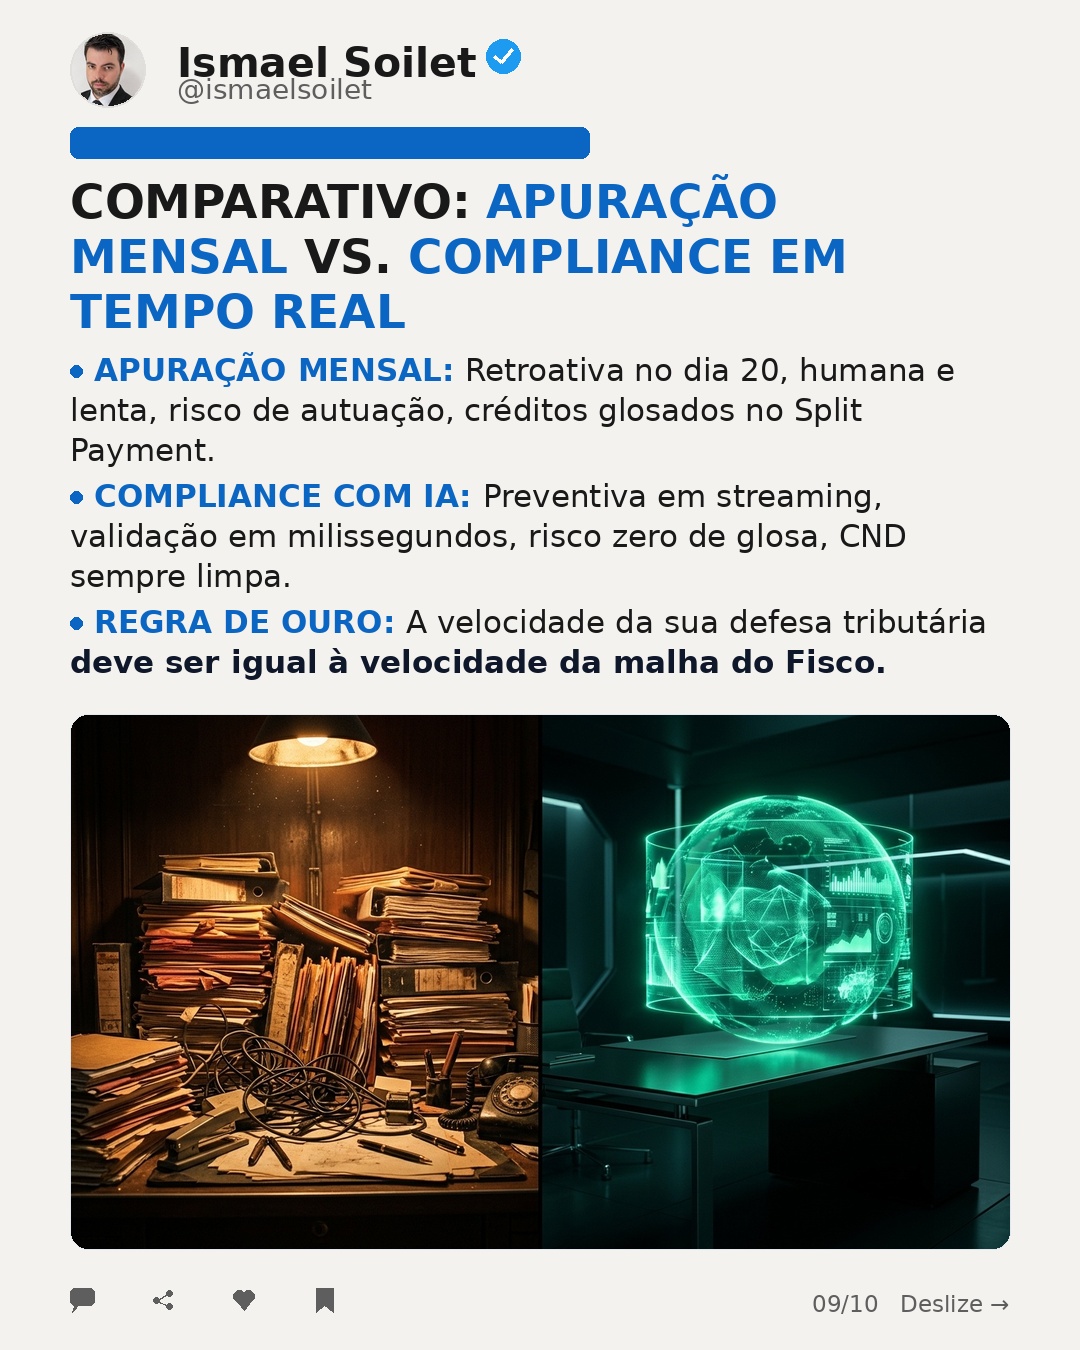 Ismael Soilet
@ismaelsoilet
COMPARATIVO: APURAÇÃO
MENSAL VS. COMPLIANCE EM
TEMPO REAL
• APURAÇÃO MENSAL: Retroativa no dia 20, humana e
lenta, risco de autuação, créditos glosados no Split
Payment.
• COMPLIANCE COM IA: Preventiva em streaming,
validação em milissegundos, risco zero de glosa, CND
sempre limpa.
• REGRA DE OURO: A velocidade da sua defesa tributária
deve ser igual à velocidade da malha do Fisco.
09/10 Deslize →